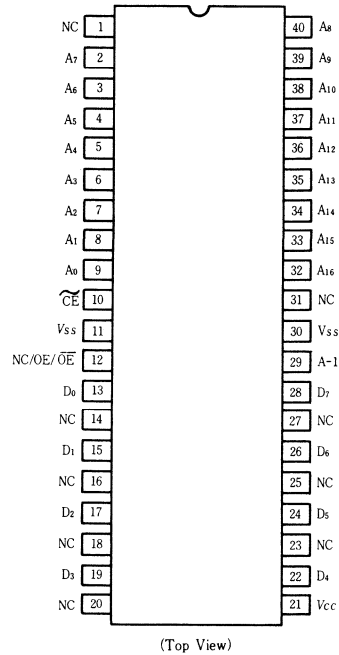 NC 1 40 A8
A7 2 39 A9
A6 3 38 A10
A5 4 37 A11
A4 5 36 A12
A3 6 35 A13
A2 7 34 A14
A1 8 33 A15
A0 9 32 A16
C̃E̅ 10 31 NC
Vss 11 30 Vss
NC/OE/O̅E̅ 12 29 A-1
D0 13 28 D7
NC 14 27 NC
D1 15 26 D6
NC 16 25 NC
D2 17 24 D5
NC 18 23 NC
D3 19 22 D4
NC 20 21 Vcc
(Top View)